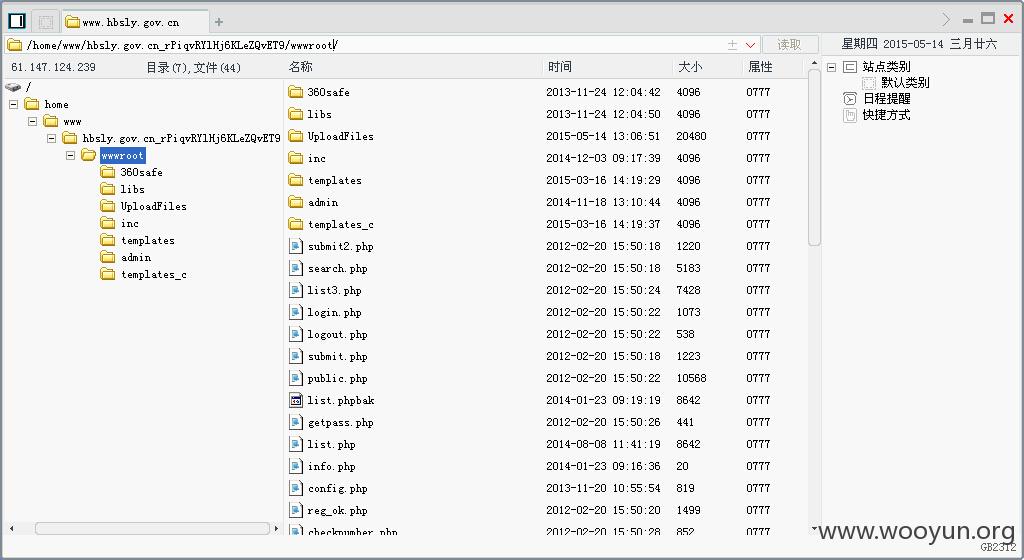 www.hbsly.gov.cn
/home/www/hbsly.gov.cn_rPiqvRYlHj6KLeZQvET9/wwwroot/
读取
星期四 2015-05-14 三月廿六
61.147.124.239 目录(7),文件(44)
名称 时间 大小 属性
/
home
www
hbsly.gov.cn_rPiqvRYlHj6KLeZQvET9
wwwroot
360safe
libs
UploadFiles
inc
templates
admin
templates_c
360safe 2013-11-24 12:04:42 4096 0777
libs 2013-11-24 12:04:50 4096 0777
UploadFiles 2015-05-14 13:06:51 20480 0777
inc 2014-12-03 09:17:39 4096 0777
templates 2015-03-16 14:19:29 4096 0777
admin 2014-11-18 13:10:44 4096 0777
templates_c 2015-03-16 14:19:37 4096 0777
submit2.php 2012-02-20 15:50:18 1220 0777
search.php 2012-02-20 15:50:18 5183 0777
list3.php 2012-02-20 15:50:24 7428 0777
login.php 2012-02-20 15:50:22 1073 0777
logout.php 2012-02-20 15:50:22 538 0777
submit.php 2012-02-20 15:50:18 1223 0777
public.php 2012-02-20 15:50:22 10568 0777
list.phpbak 2014-01-23 09:19:19 8642 0777
getpass.php 2012-02-20 15:50:26 441 0777
list.php 2014-08-08 11:41:19 8642 0777
info.php 2014-01-23 09:16:36 20 0777
config.php 2013-11-20 10:55:54 819 0777
reg_ok.php 2012-02-20 15:50:20 1499 0777
checknumber.php 2012-02-20 15:50:28 852 0777
站点类别
默认类别
日程提醒
快捷方式
www.wooyun.org
GB2312